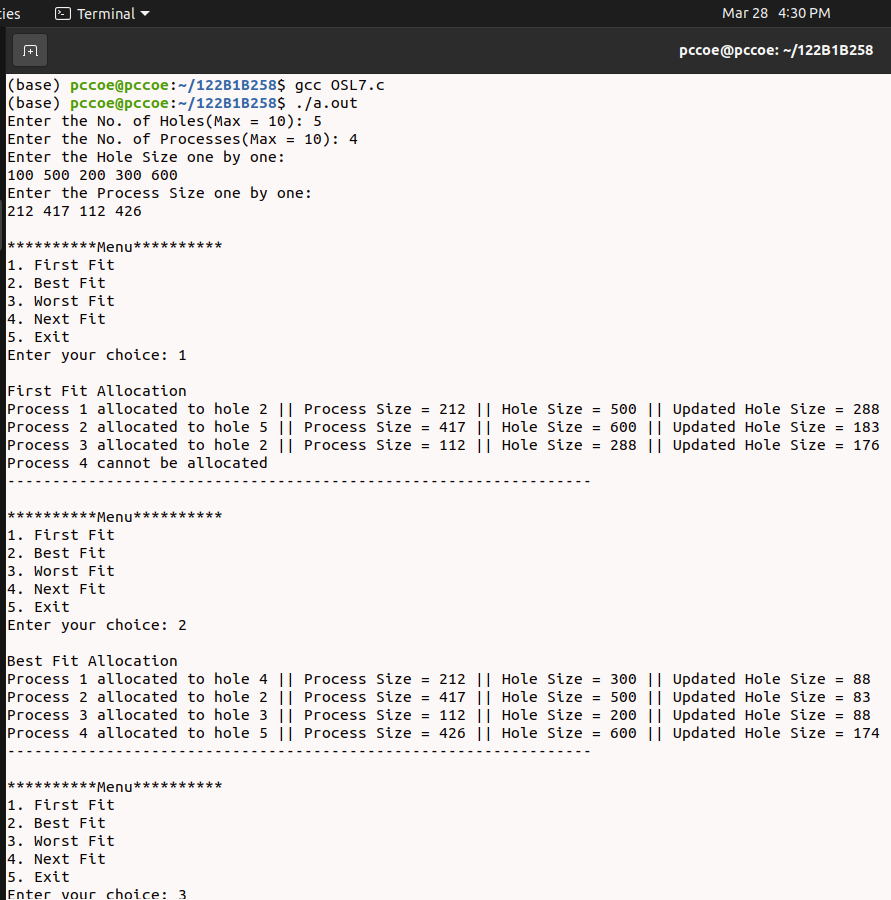 ies Terminal Mar 28 4:30 PM
pccoe@pccoe: ~/122B1B258
(base) pccoe@pccoe:~/122B1B258$ gcc OSL7.c
(base) pccoe@pccoe:~/122B1B258$ ./a.out
Enter the No. of Holes(Max = 10): 5
Enter the No. of Processes(Max = 10): 4
Enter the Hole Size one by one:
100 500 200 300 600
Enter the Process Size one by one:
212 417 112 426
**********Menu**********
1. First Fit
2. Best Fit
3. Worst Fit
4. Next Fit
5. Exit
Enter your choice: 1
First Fit Allocation
Process 1 allocated to hole 2 || Process Size = 212 || Hole Size = 500 || Updated Hole Size = 288
Process 2 allocated to hole 5 || Process Size = 417 || Hole Size = 600 || Updated Hole Size = 183
Process 3 allocated to hole 2 || Process Size = 112 || Hole Size = 288 || Updated Hole Size = 176
Process 4 cannot be allocated
-----------------------------------------------------------------
**********Menu**********
1. First Fit
2. Best Fit
3. Worst Fit
4. Next Fit
5. Exit
Enter your choice: 2
Best Fit Allocation
Process 1 allocated to hole 4 || Process Size = 212 || Hole Size = 300 || Updated Hole Size = 88
Process 2 allocated to hole 2 || Process Size = 417 || Hole Size = 500 || Updated Hole Size = 83
Process 3 allocated to hole 3 || Process Size = 112 || Hole Size = 200 || Updated Hole Size = 88
Process 4 allocated to hole 5 || Process Size = 426 || Hole Size = 600 || Updated Hole Size = 174
-----------------------------------------------------------------
**********Menu**********
1. First Fit
2. Best Fit
3. Worst Fit
4. Next Fit
5. Exit
Enter your choice: 3